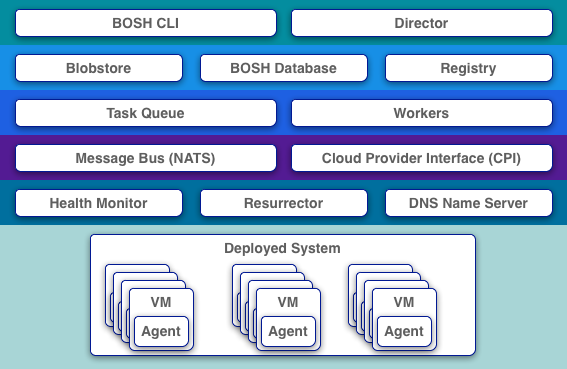 BOSH CLI
Director
Blobstore
BOSH Database
Registry
Task Queue
Workers
Message Bus (NATS)
Cloud Provider Interface (CPI)
Health Monitor
Resurrector
DNS Name Server
Deployed System
VM
VM
VM
Agent
Agent
Agent